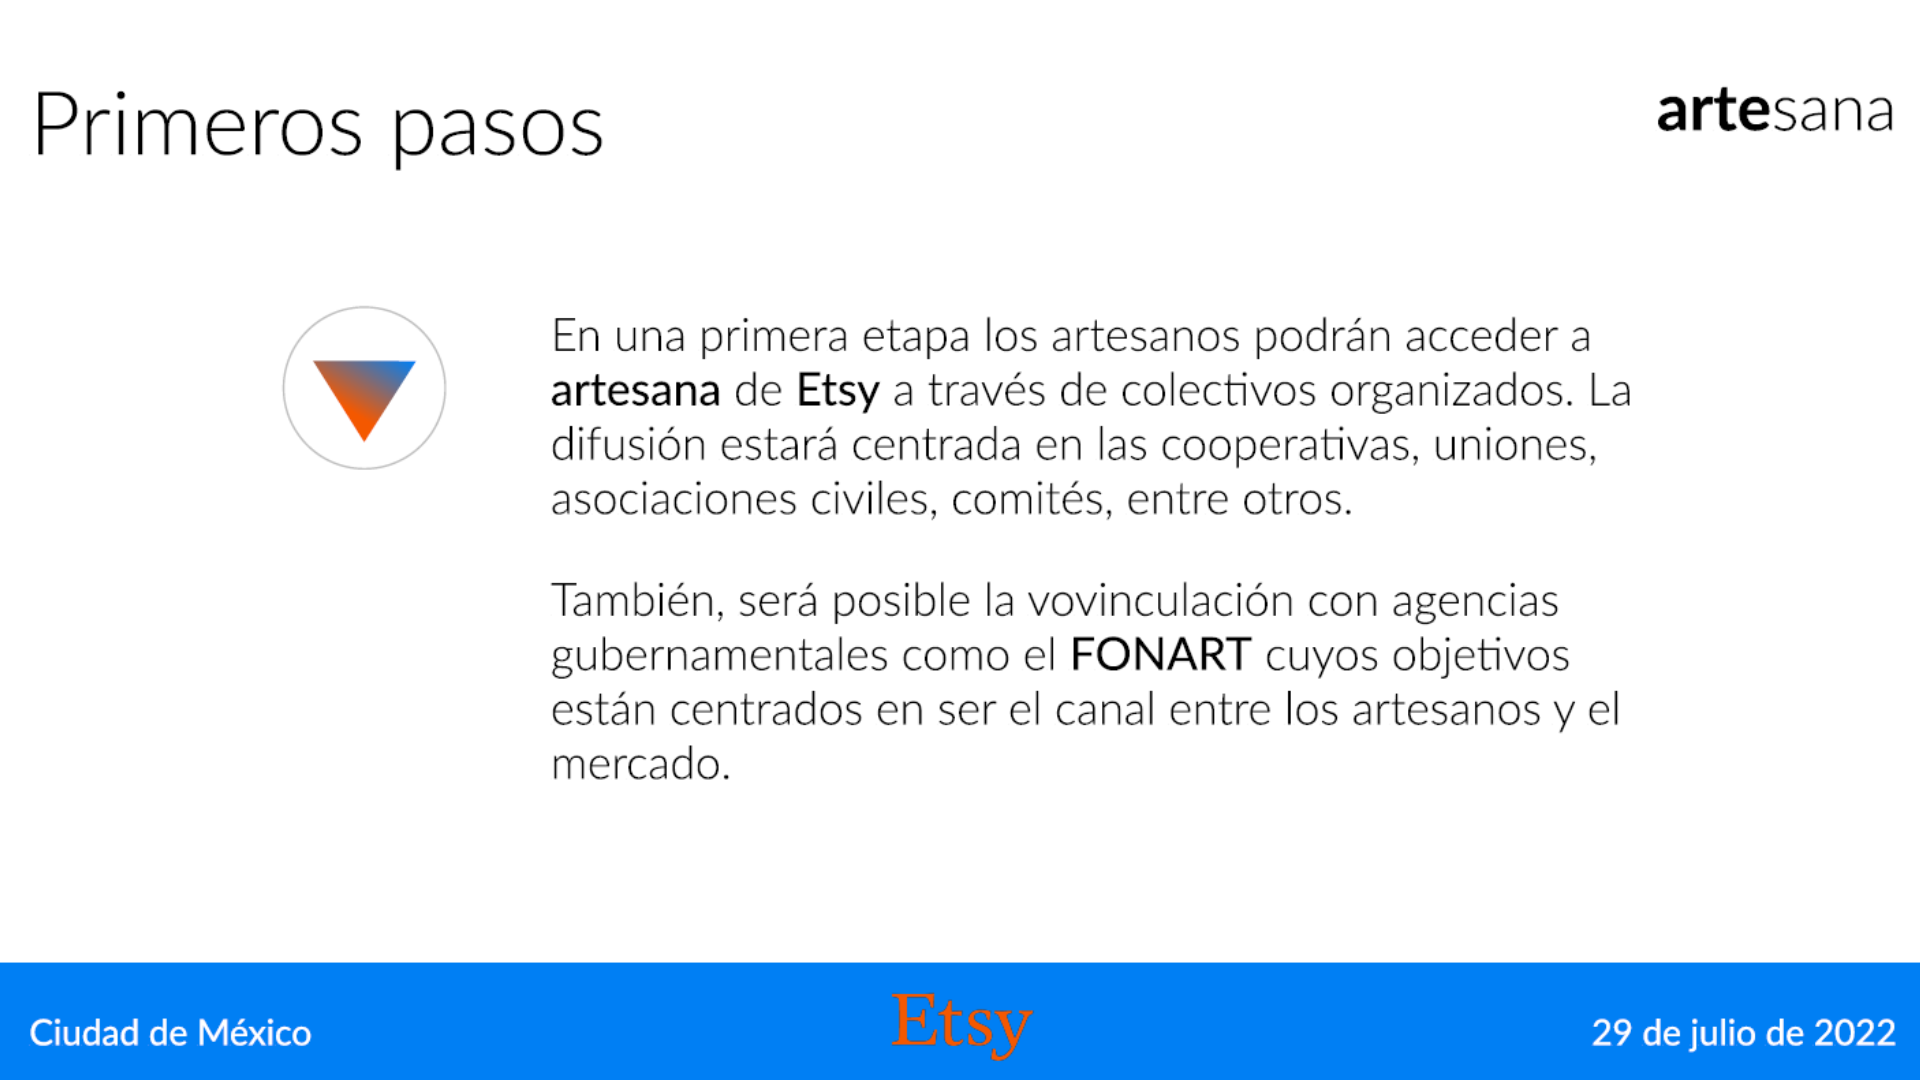 Primeros pasos
artesana
En una primera etapa los artesanos podrán acceder a
artesana de Etsy a través de colectivos organizados. La
difusión estará centrada en las cooperativas, uniones,
asociaciones civiles, comités, entre otros.
También, será posible la vovinculación con agencias
gubernamentales como el FONART cuyos objetivos
están centrados en ser el canal entre los artesanos y el
mercado.
Ciudad de México
Etsy
29 de julio de 2022